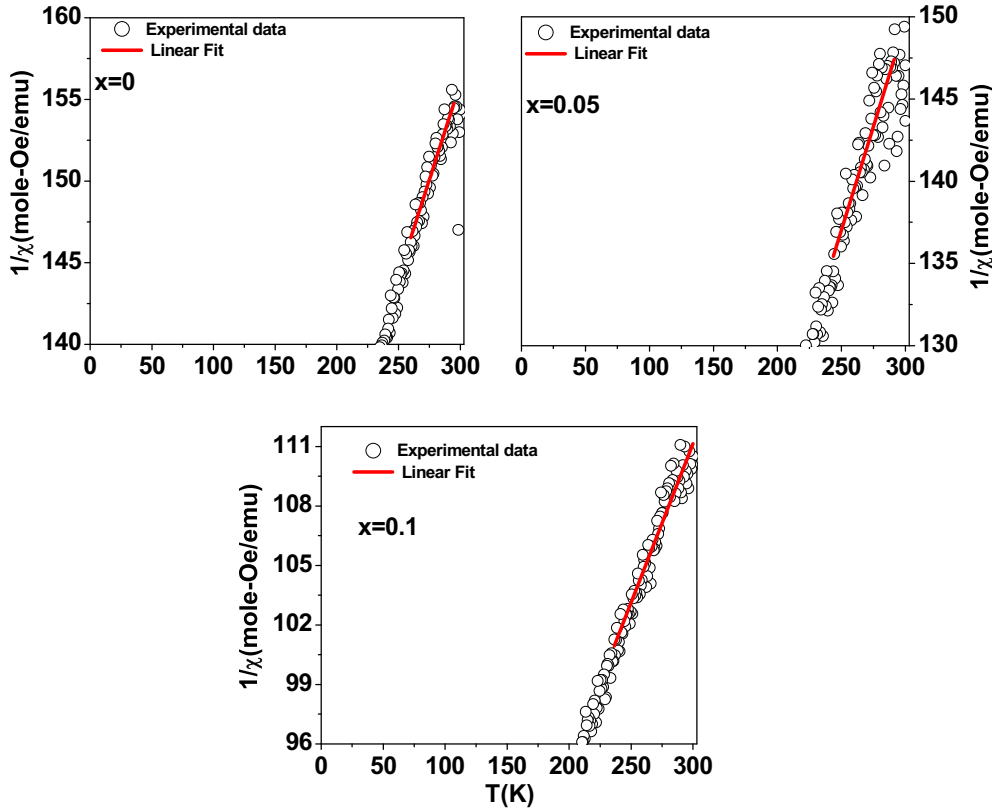 160
155
150
145
140
1/χ(mole-Oe/emu)
Experimental data
Linear Fit
x=0
0 50 100 150 200 250 300
150
145
140
135
130
1/χ(mole-Oe/emu)
Experimental data
Linear Fit
x=0.05
0 50 100 150 200 250 300
111
108
105
102
99
96
1/χ(mole-Oe/emu)
Experimental data
Linear Fit
x=0.1
0 50 100 150 200 250 300
T(K)